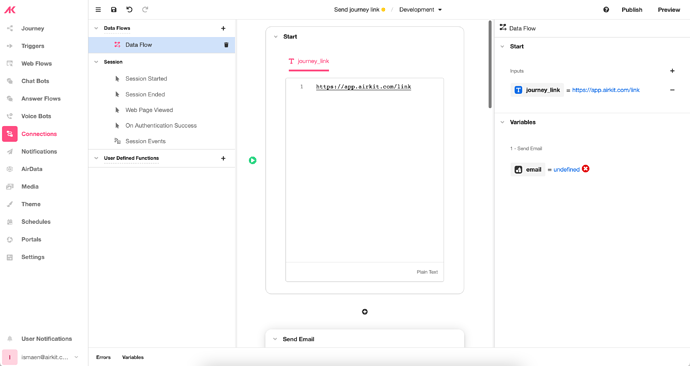 AK
Send journey link / Development
Publish
Preview
Journey
Triggers
Web Flows
Chat Bots
Answer Flows
Voice Bots
Connections
Notifications
AirData
Media
Theme
Schedules
Portals
Settings
User Notifications
I ismaen@airkit.c...
Data Flows +
Data Flow
Session
Session Started
Session Ended
Web Page Viewed
On Authentication Success
Session Events
User Defined Functions +
Start
T journey_link
1 https://app.airkit.com/link
Plain Text
Send Email
Data Flow
Start
Inputs +
T journey_link = https://app.airkit.com/link −
Variables
1 - Send Email
email = undefined
Errors Variables